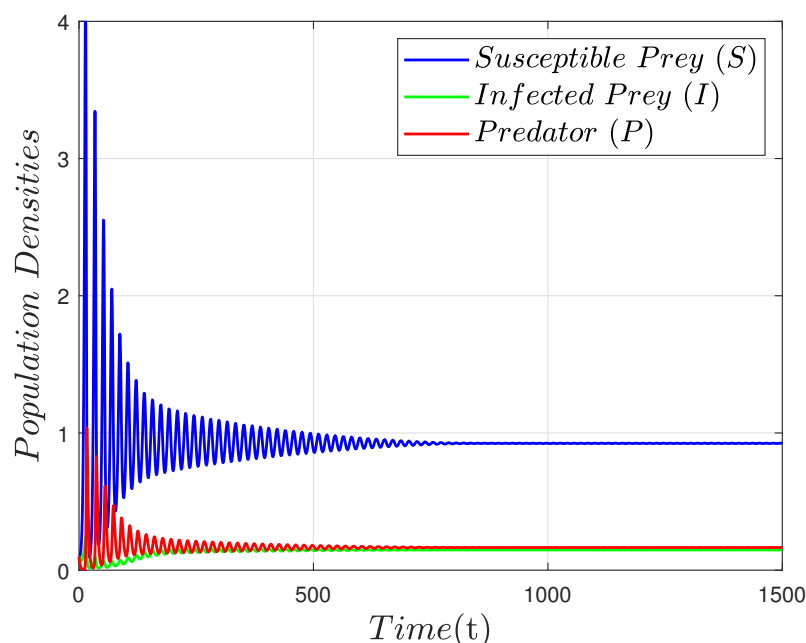 Population Densities
4
3
2
1
0
Susceptible Prey (S)
Infected Prey (I)
Predator (P)
0 500 1000 1500
Time(t)